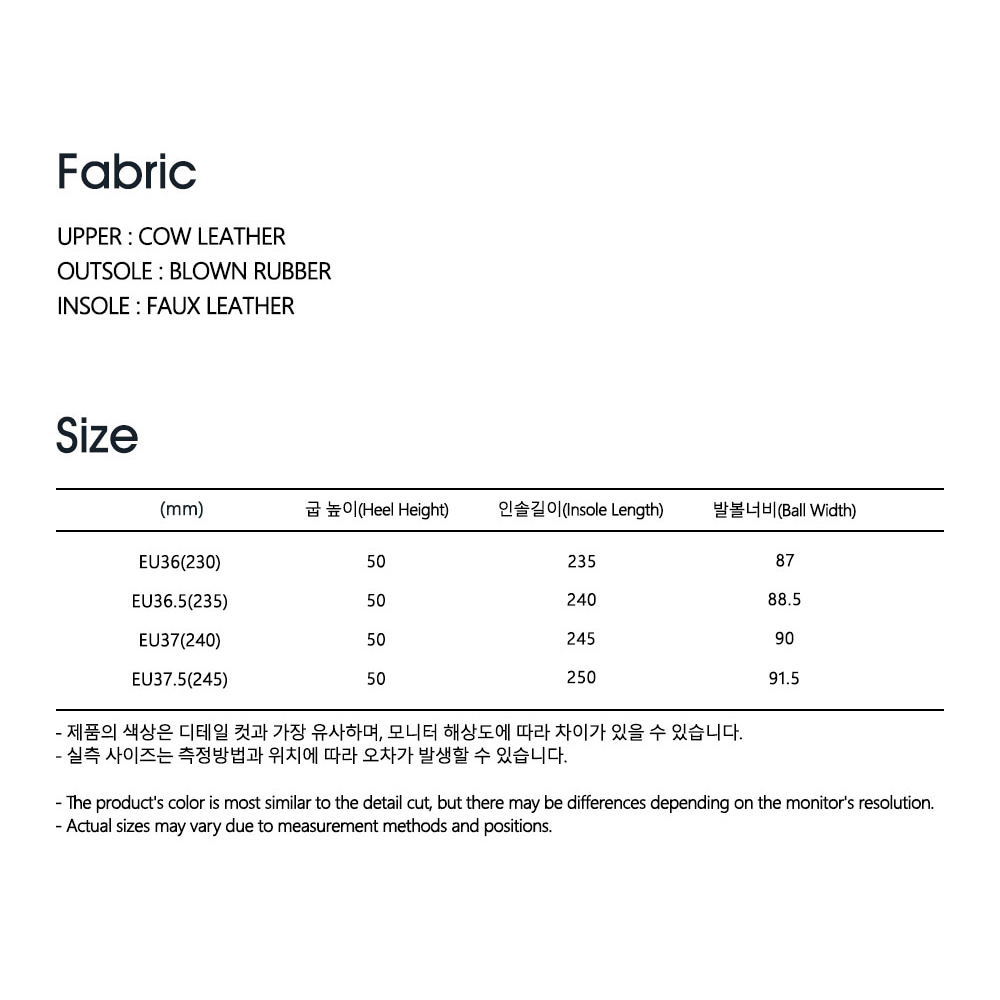 Fabric
UPPER : COW LEATHER
OUTSOLE : BLOWN RUBBER
INSOLE : FAUX LEATHER
Size
(mm) 굽 높이(Heel Height) 인솔길이(Insole Length) 발볼너비(Ball Width)
EU36(230) 50 235 87
EU36.5(235) 50 240 88.5
EU37(240) 50 245 90
EU37.5(245) 50 250 91.5
- 제품의 색상은 디테일 컷과 가장 유사하며, 모니터 해상도에 따라 차이가 있을 수 있습니다.
- 실측 사이즈는 측정방법과 위치에 따라 오차가 발생할 수 있습니다.
- The product's color is most similar to the detail cut, but there may be differences depending on the monitor's resolution.
- Actual sizes may vary due to measurement methods and positions.